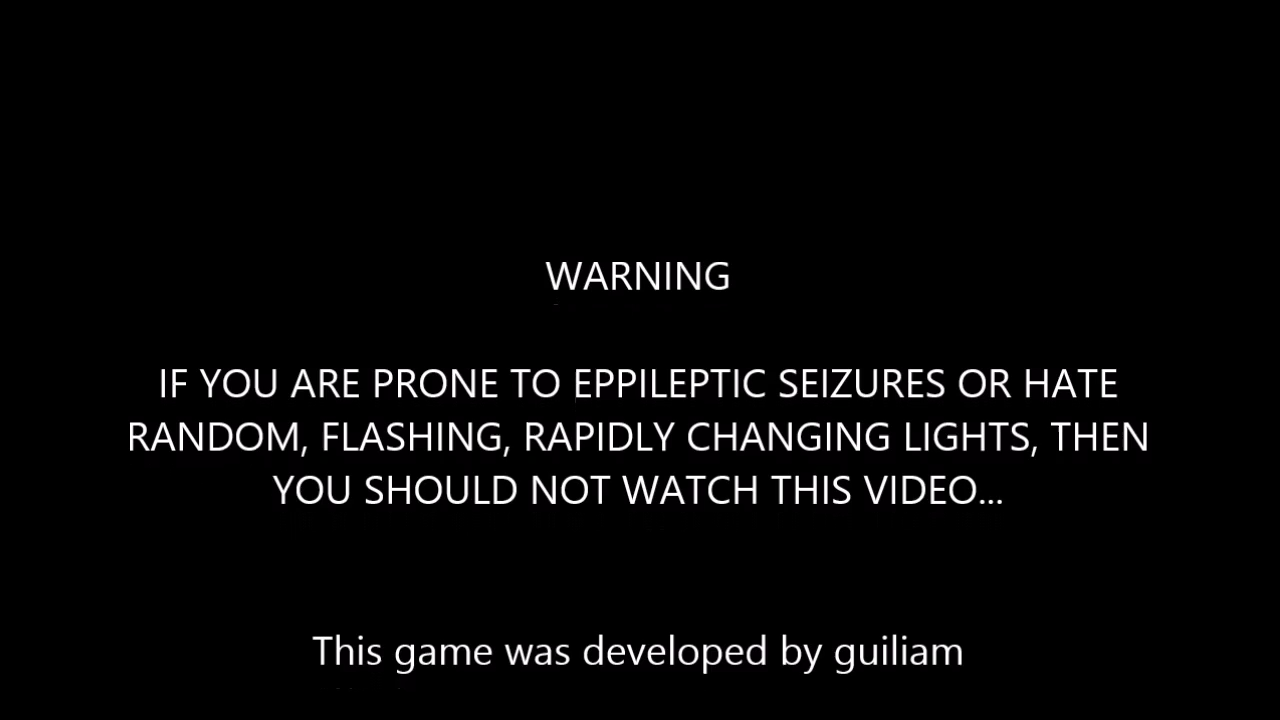 WARNING
IF YOU ARE PRONE TO EPPILEPTIC SEIZURES OR HATE
RANDOM, FLASHING, RAPIDLY CHANGING LIGHTS, THEN
YOU SHOULD NOT WATCH THIS VIDEO...
This game was developed by guiliam